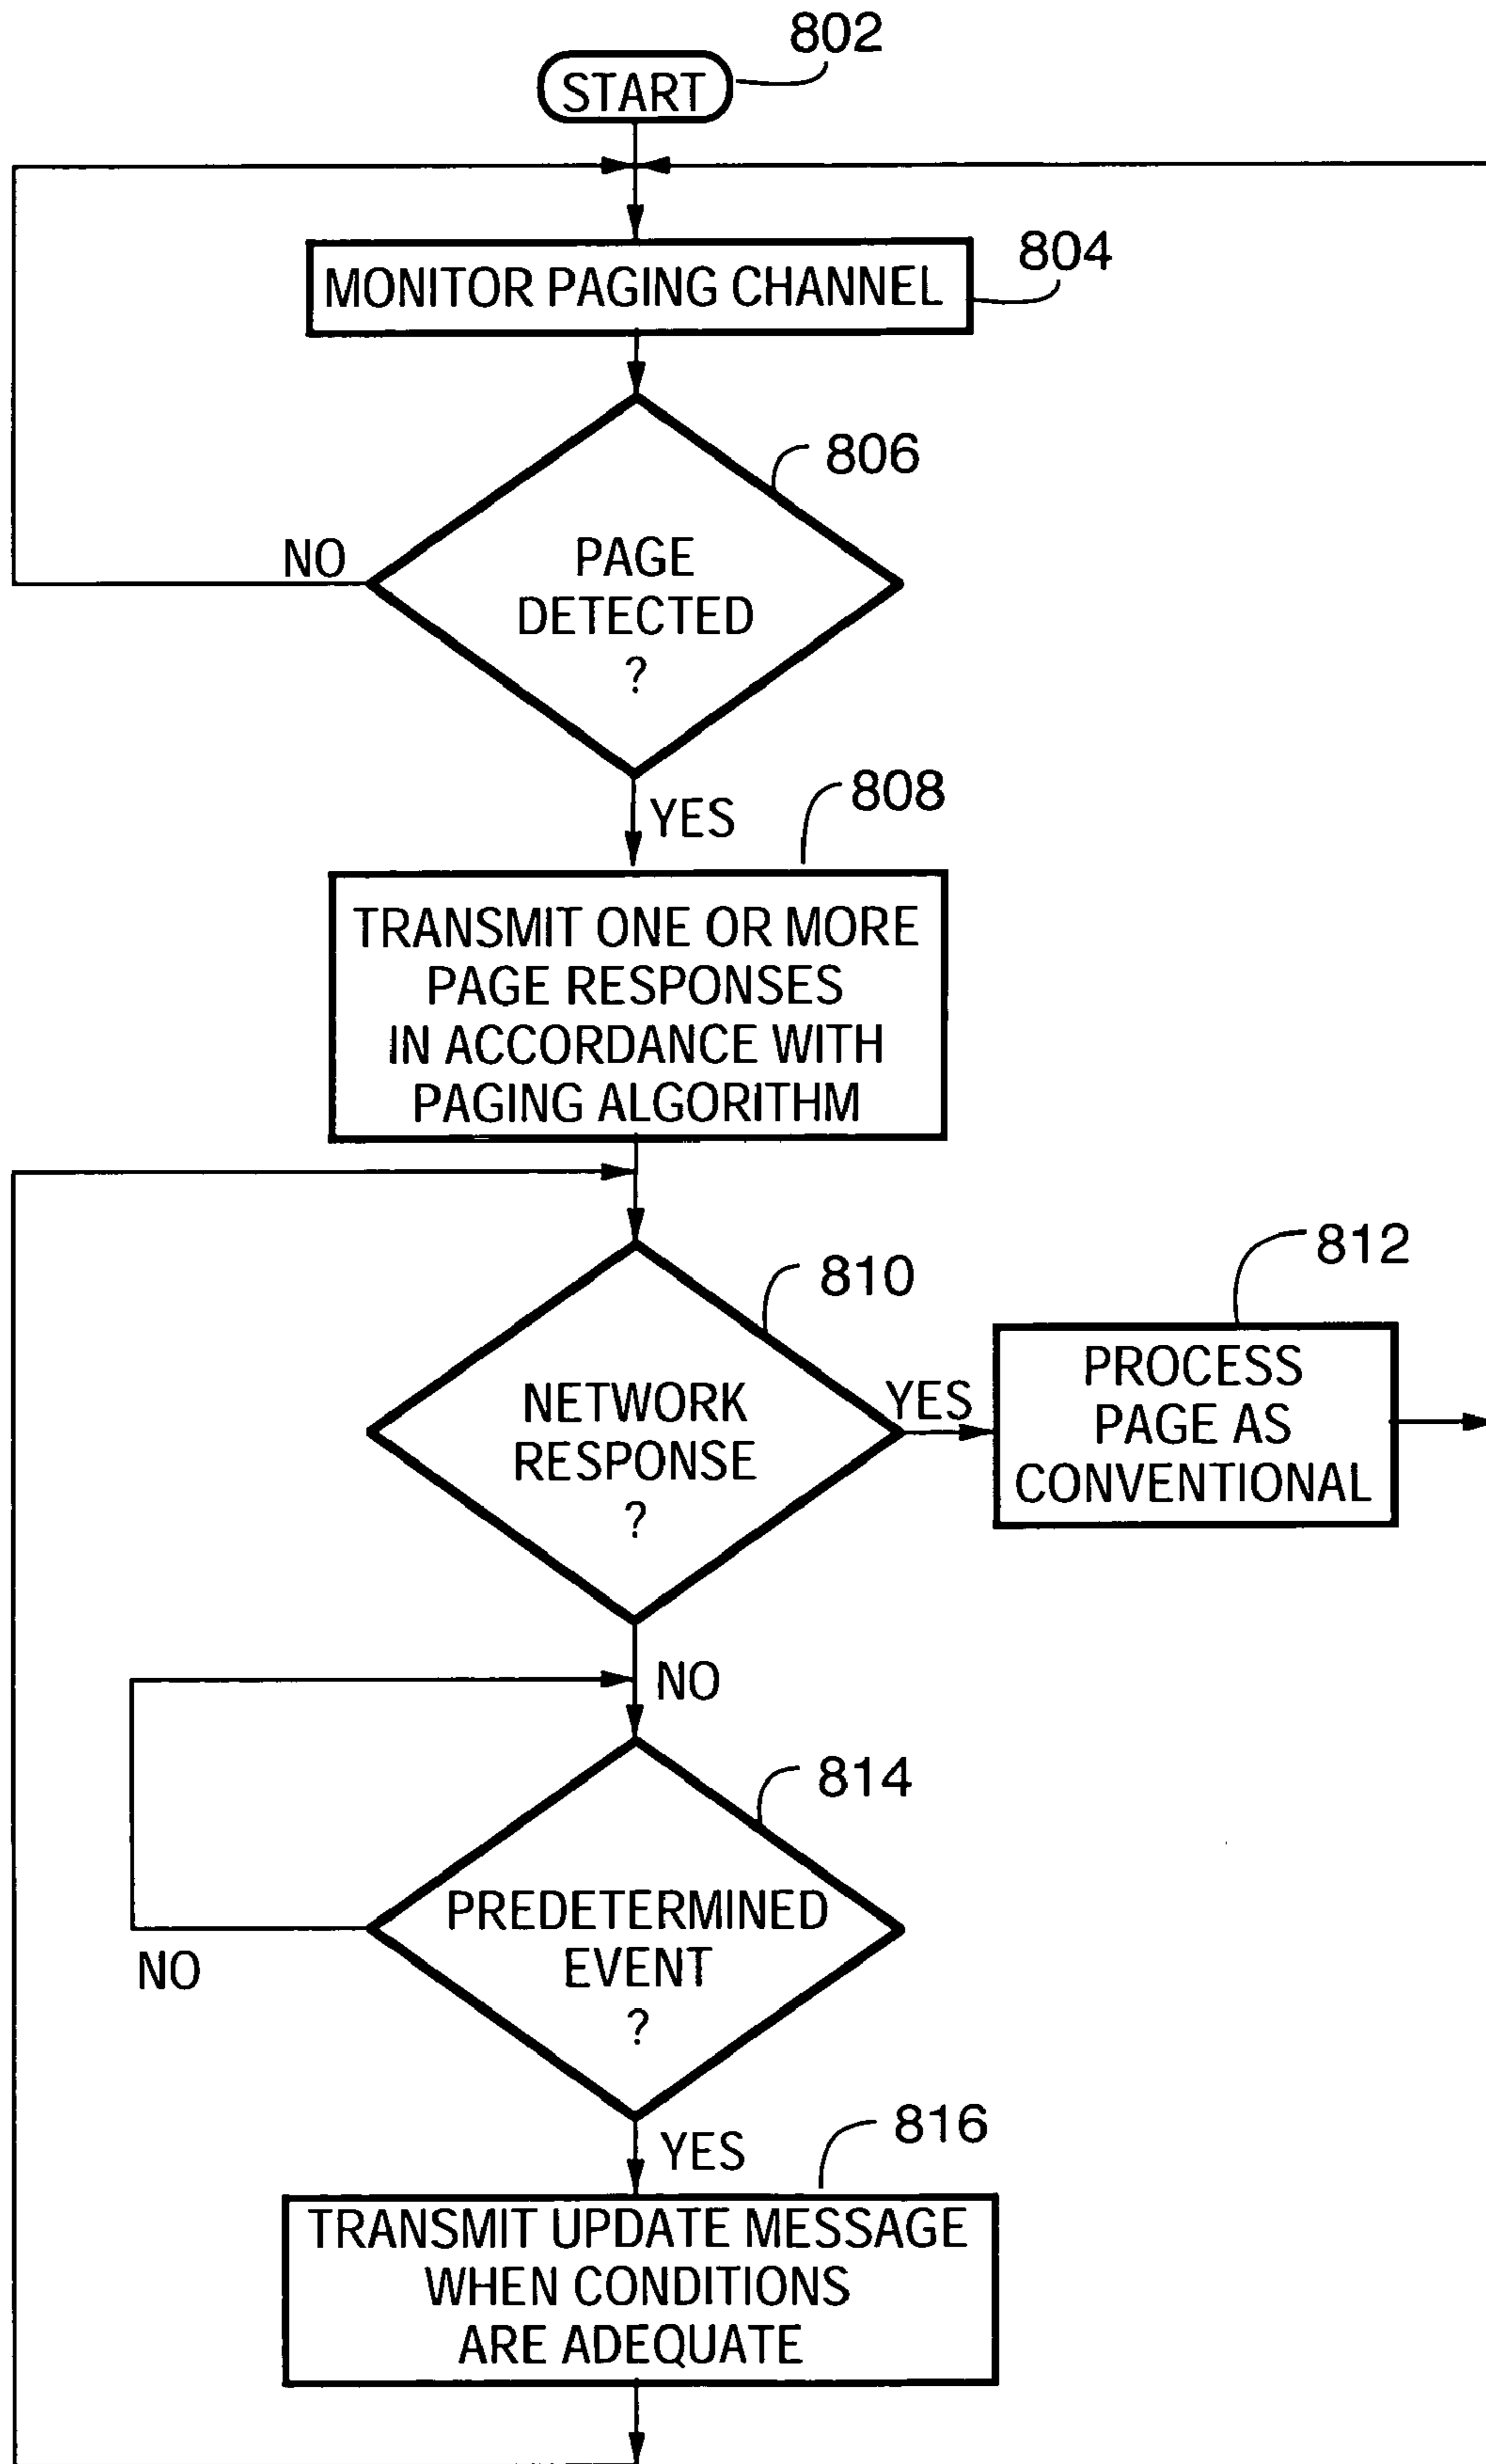 802
START
804
MONITOR PAGING CHANNEL
806
NO
PAGE
DETECTED
?
808
YES
TRANSMIT ONE OR MORE
PAGE RESPONSES
IN ACCORDANCE WITH
PAGING ALGORITHM
810
812
NETWORK
RESPONSE
?
YES
PROCESS
PAGE AS
CONVENTIONAL
NO
814
PREDETERMINED
EVENT
?
NO
816
YES
TRANSMIT UPDATE MESSAGE
WHEN CONDITIONS
ARE ADEQUATE